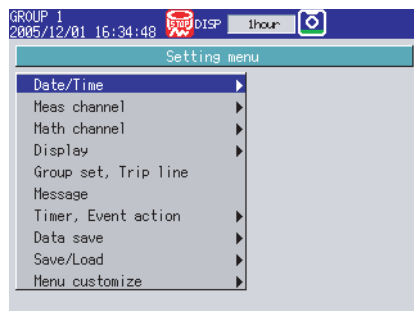 GROUP 1
2005/12/01 16:34:48 STOP DISP 1hour
Setting menu
Date/Time
Meas channel
Math channel
Display
Group set, Trip line
Message
Timer, Event action
Data save
Save/Load
Menu customize